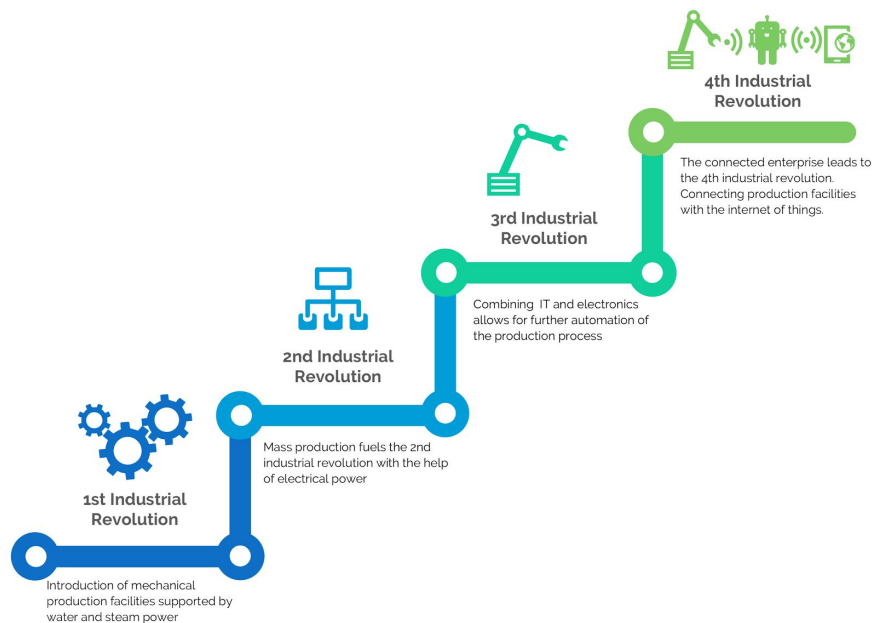 4th Industrial
Revolution
The connected enterprise leads to
the 4th industrial revolution.
Connecting production facilities
with the internet of things.
3rd Industrial
Revolution
Combining IT and electronics
allows for further automation of
the production process
2nd Industrial
Revolution
Mass production fuels the 2nd
industrial revolution with the help
of electrical power
1st Industrial
Revolution
Introduction of mechanical
production facilities supported by
water and steam power